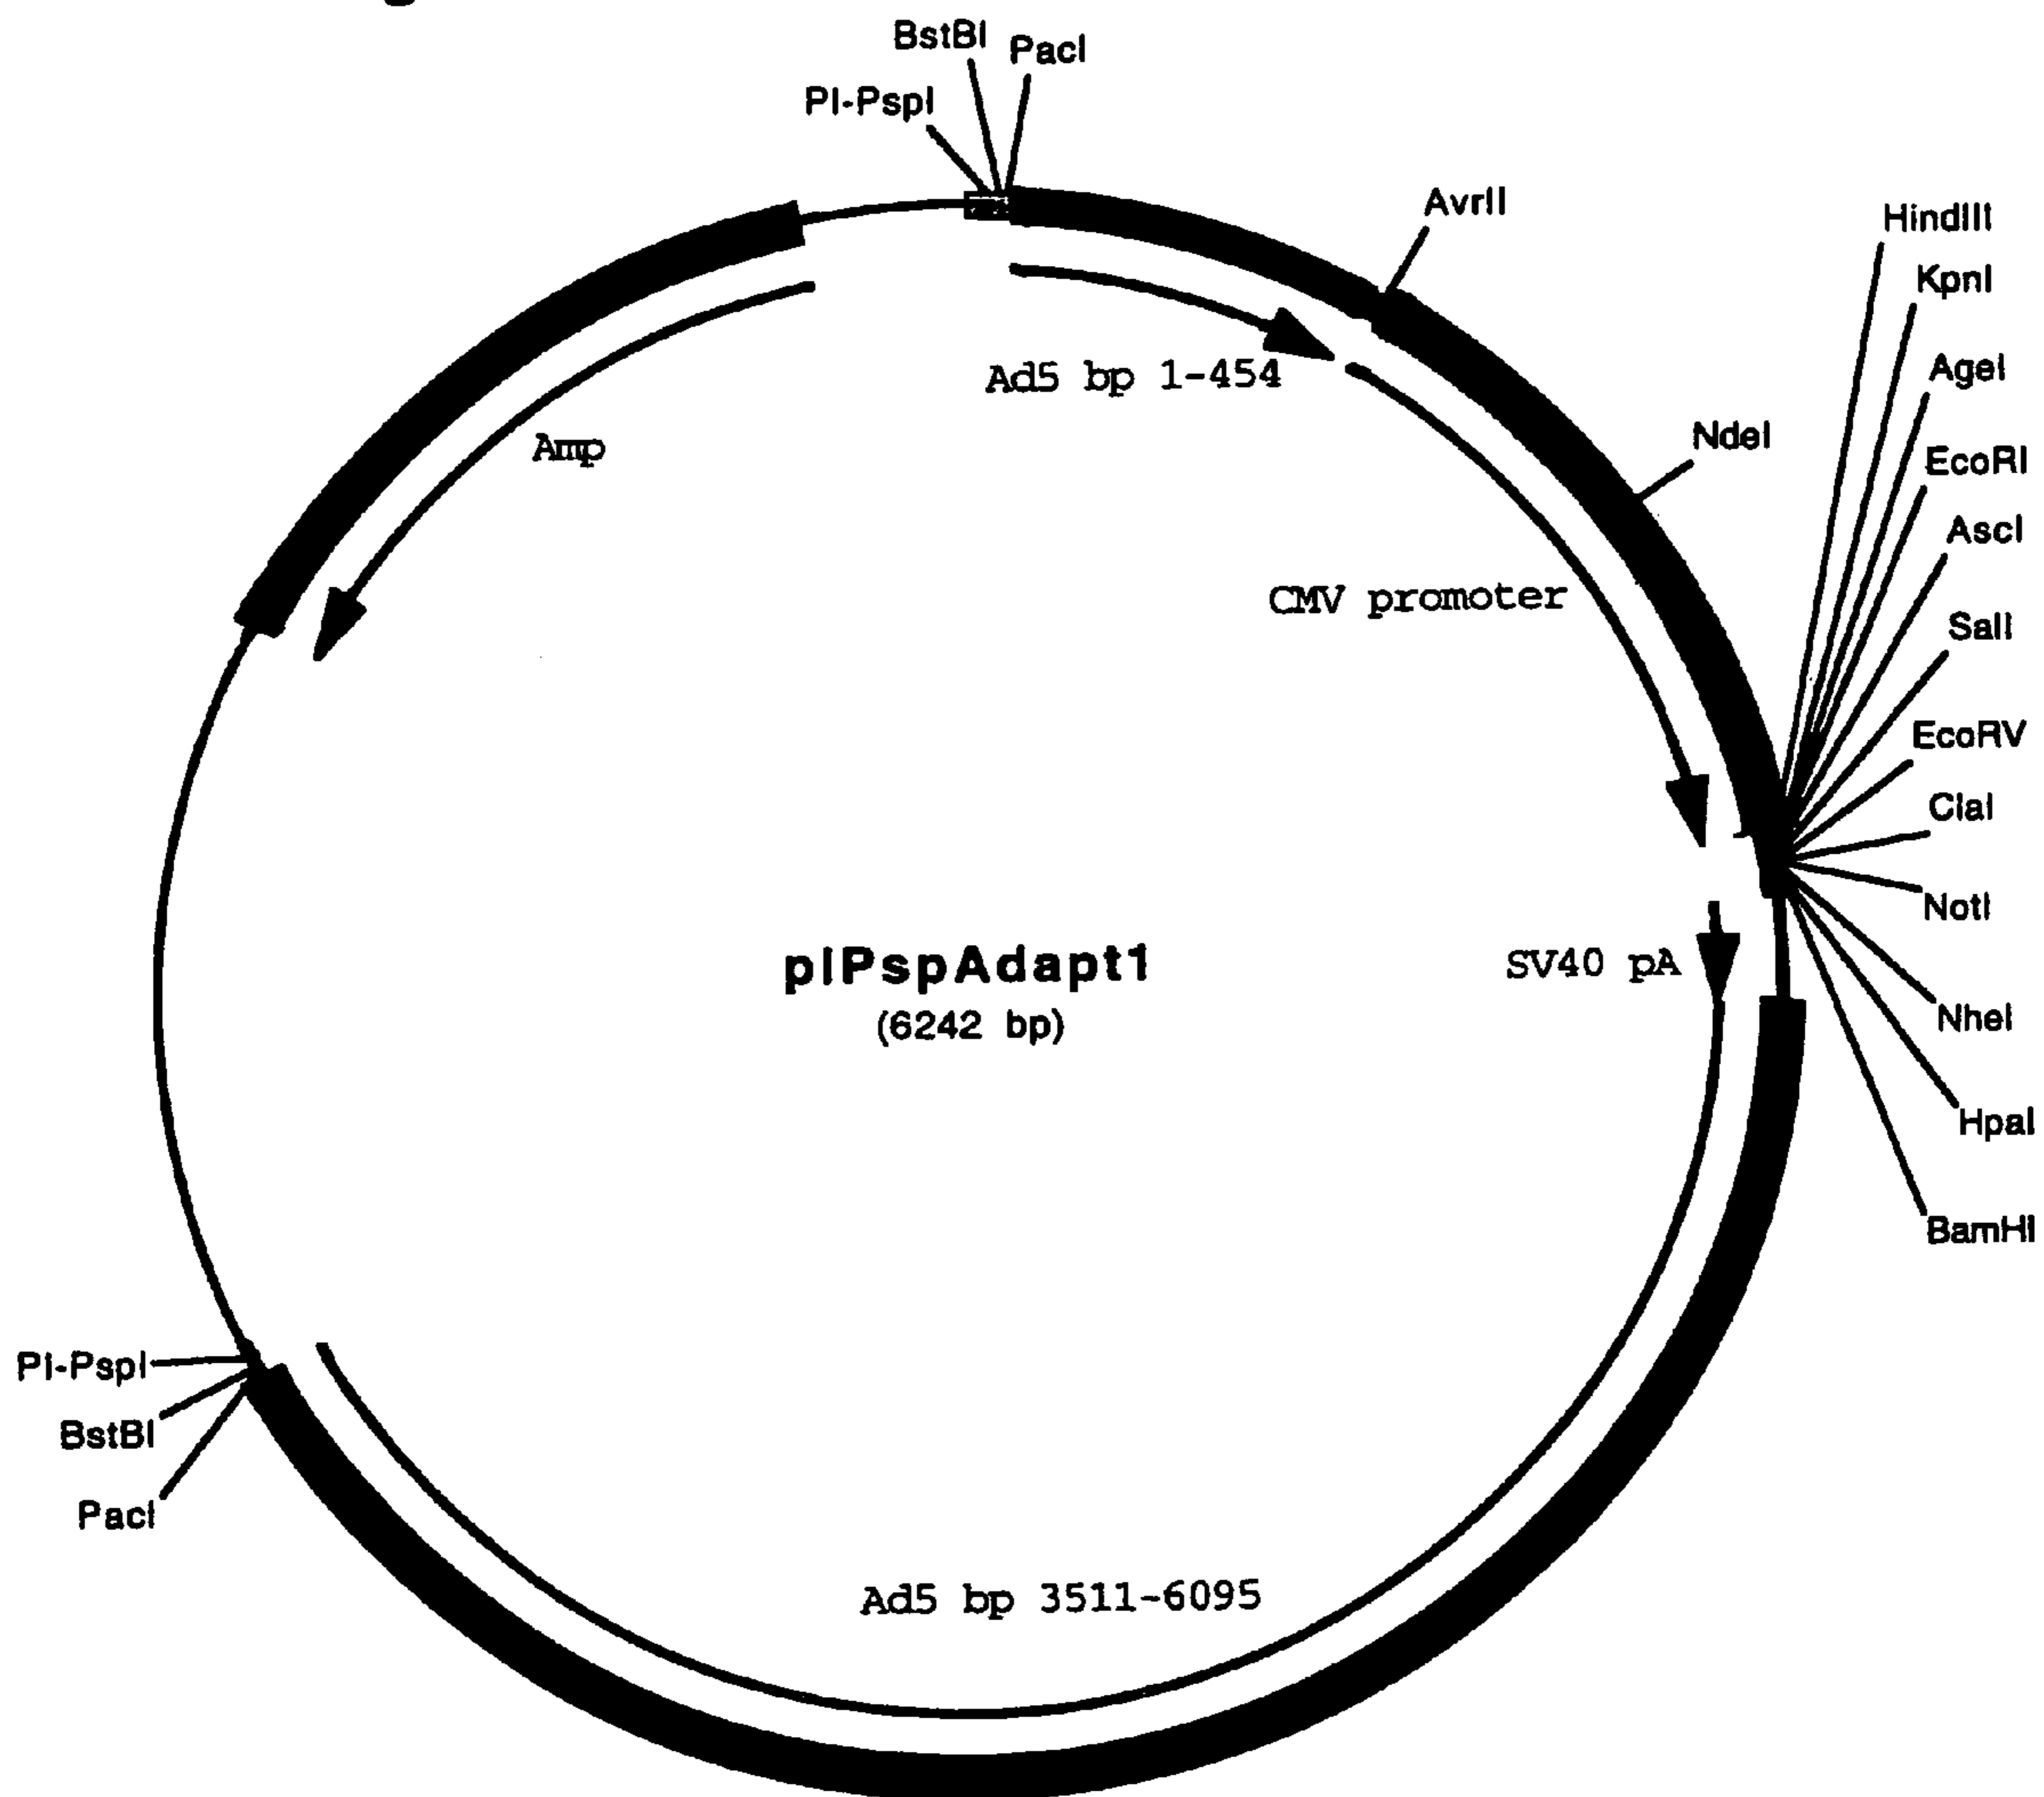 BstBI
PacI
PI-PspI
AvrII
HindIII
KpnI
AgeI
NdeI
EcoRI
AscI
SalI
EcoRV
ClaI
NotI
NheI
HpaI
BamHI
Ad5 bp 1-454
Amp
CMV promoter
SV40 pA
pIPspAdapt1
(6242 bp)
PI-PspI
BstBI
PacI
Ad5 bp 3511-6095